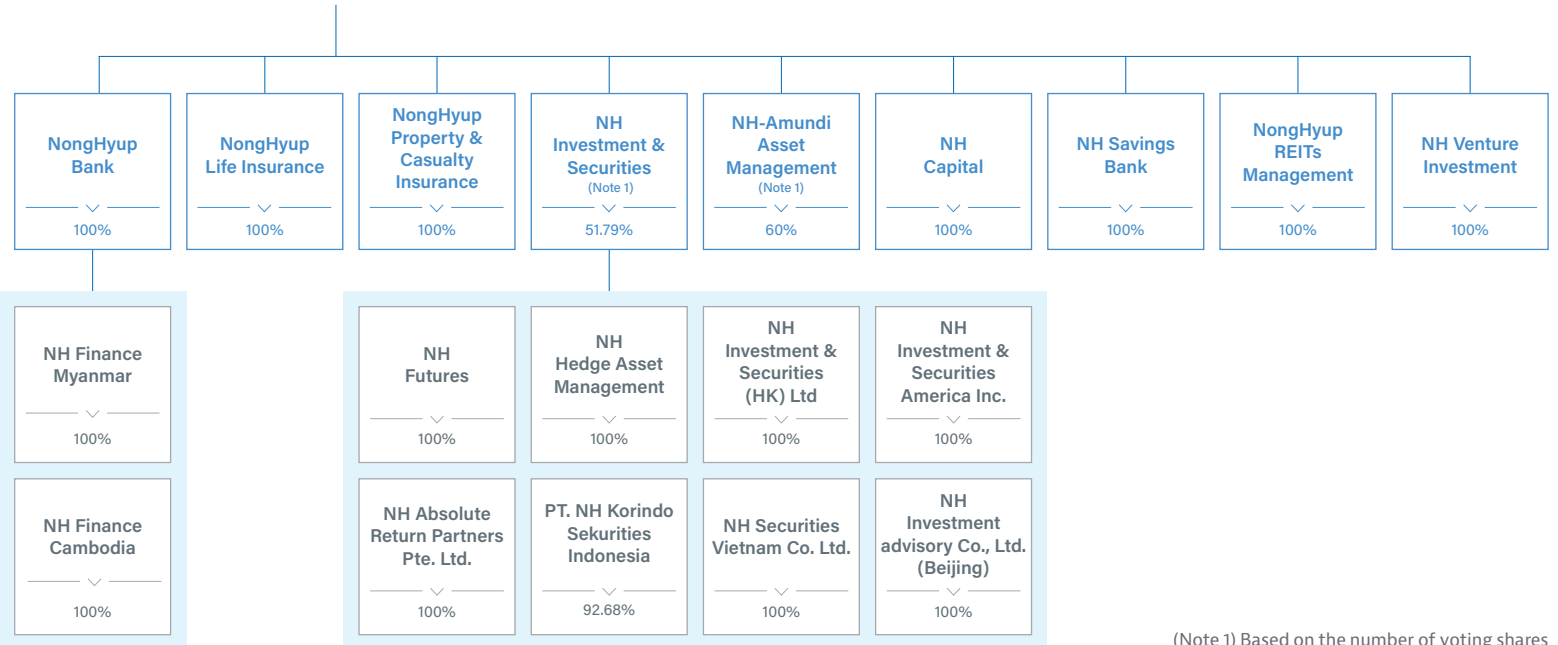 NongHyup
Bank
100%
NongHyup
Life Insurance
100%
NongHyup
Property &
Casualty
Insurance
100%
NH
Investment &
Securities
(Note 1)
51.79%
NH-Amundi
Asset
Management
(Note 1)
60%
NH
Capital
100%
NH Savings
Bank
100%
NongHyup
REITs
Management
100%
NH Venture
Investment
100%
NH Finance
Myanmar
100%
NH Futures
100%
NH
Hedge Asset
Management
100%
NH
Investment &
Securities
(HK) Ltd
100%
NH
Investment &
Securities
America Inc.
100%
NH Finance
Cambodia
100%
NH Absolute
Return Partners
Pte. Ltd.
100%
PT. NH Korindo
Sekurities
Indonesia
92.68%
NH Securities
Vietnam Co. Ltd.
100%
NH
Investment
advisory Co., Ltd.
(Beijing)
100%
(Note 1) Based on the number of voting shares